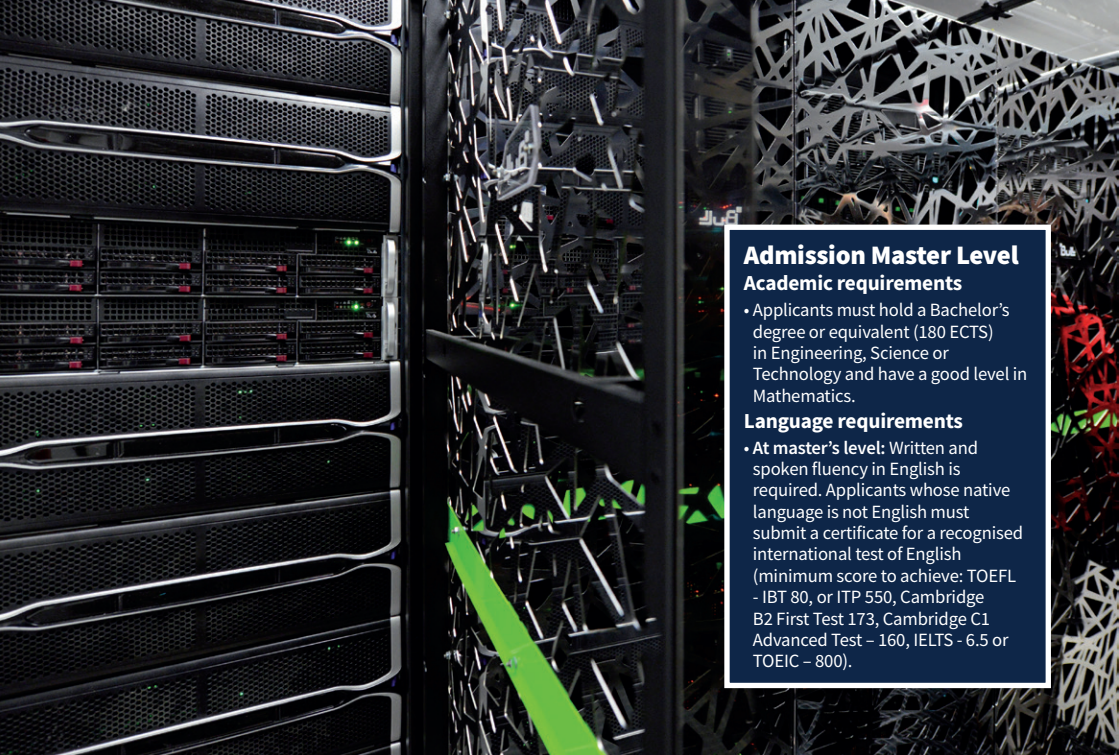 Admission Master Level
Academic requirements
• Applicants must hold a Bachelor’s
degree or equivalent (180 ECTS)
in Engineering, Science or
Technology and have a good level in
Mathematics.
Language requirements
• At master’s level: Written and
spoken fluency in English is
required. Applicants whose native
language is not English must
submit a certificate for a recognised
international test of English
(minimum score to achieve: TOEFL
- IBT 80, or ITP 550, Cambridge
B2 First Test 173, Cambridge C1
Advanced Test – 160, IELTS - 6.5 or
TOEIC – 800).